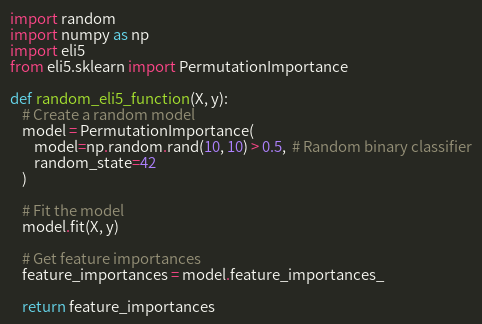 import random
import numpy as np
import eli5
from eli5.sklearn import PermutationImportance

def random_eli5_function(X, y):
    # Create a random model
    model = PermutationImportance(
        model=np.random.rand(10, 10) > 0.5,  # Random binary classifier
        random_state=42
    )

    # Fit the model
    model.fit(X, y)

    # Get feature importances
    feature_importances = model.feature_importances_

    return feature_importances